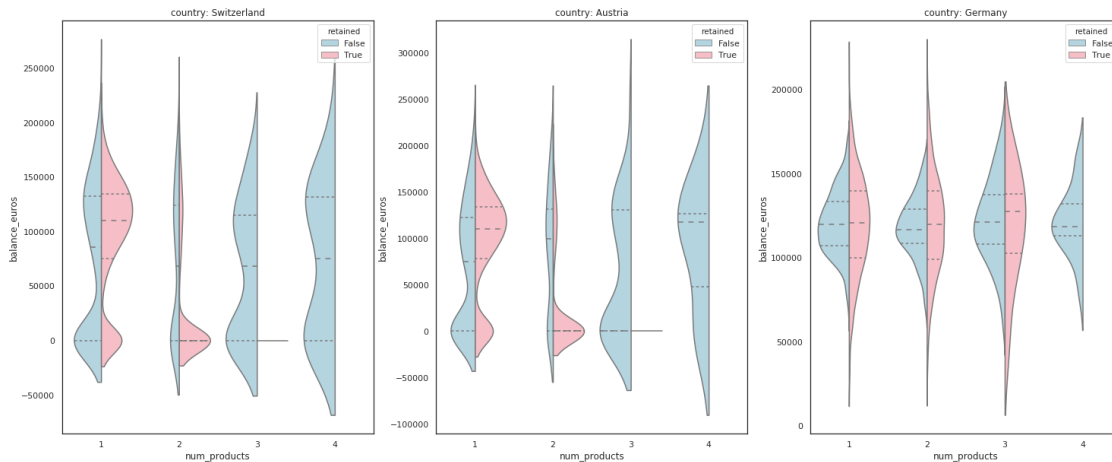 country: Switzerland
retained
False
True
250000
200000
150000
100000
50000
0
−50000
balance_euros
1 2 3 4
num_products
country: Austria
retained
False
True
300000
250000
200000
150000
100000
50000
0
−50000
−100000
balance_euros
1 2 3 4
num_products
country: Germany
retained
False
True
200000
150000
100000
50000
0
balance_euros
1 2 3 4
num_products